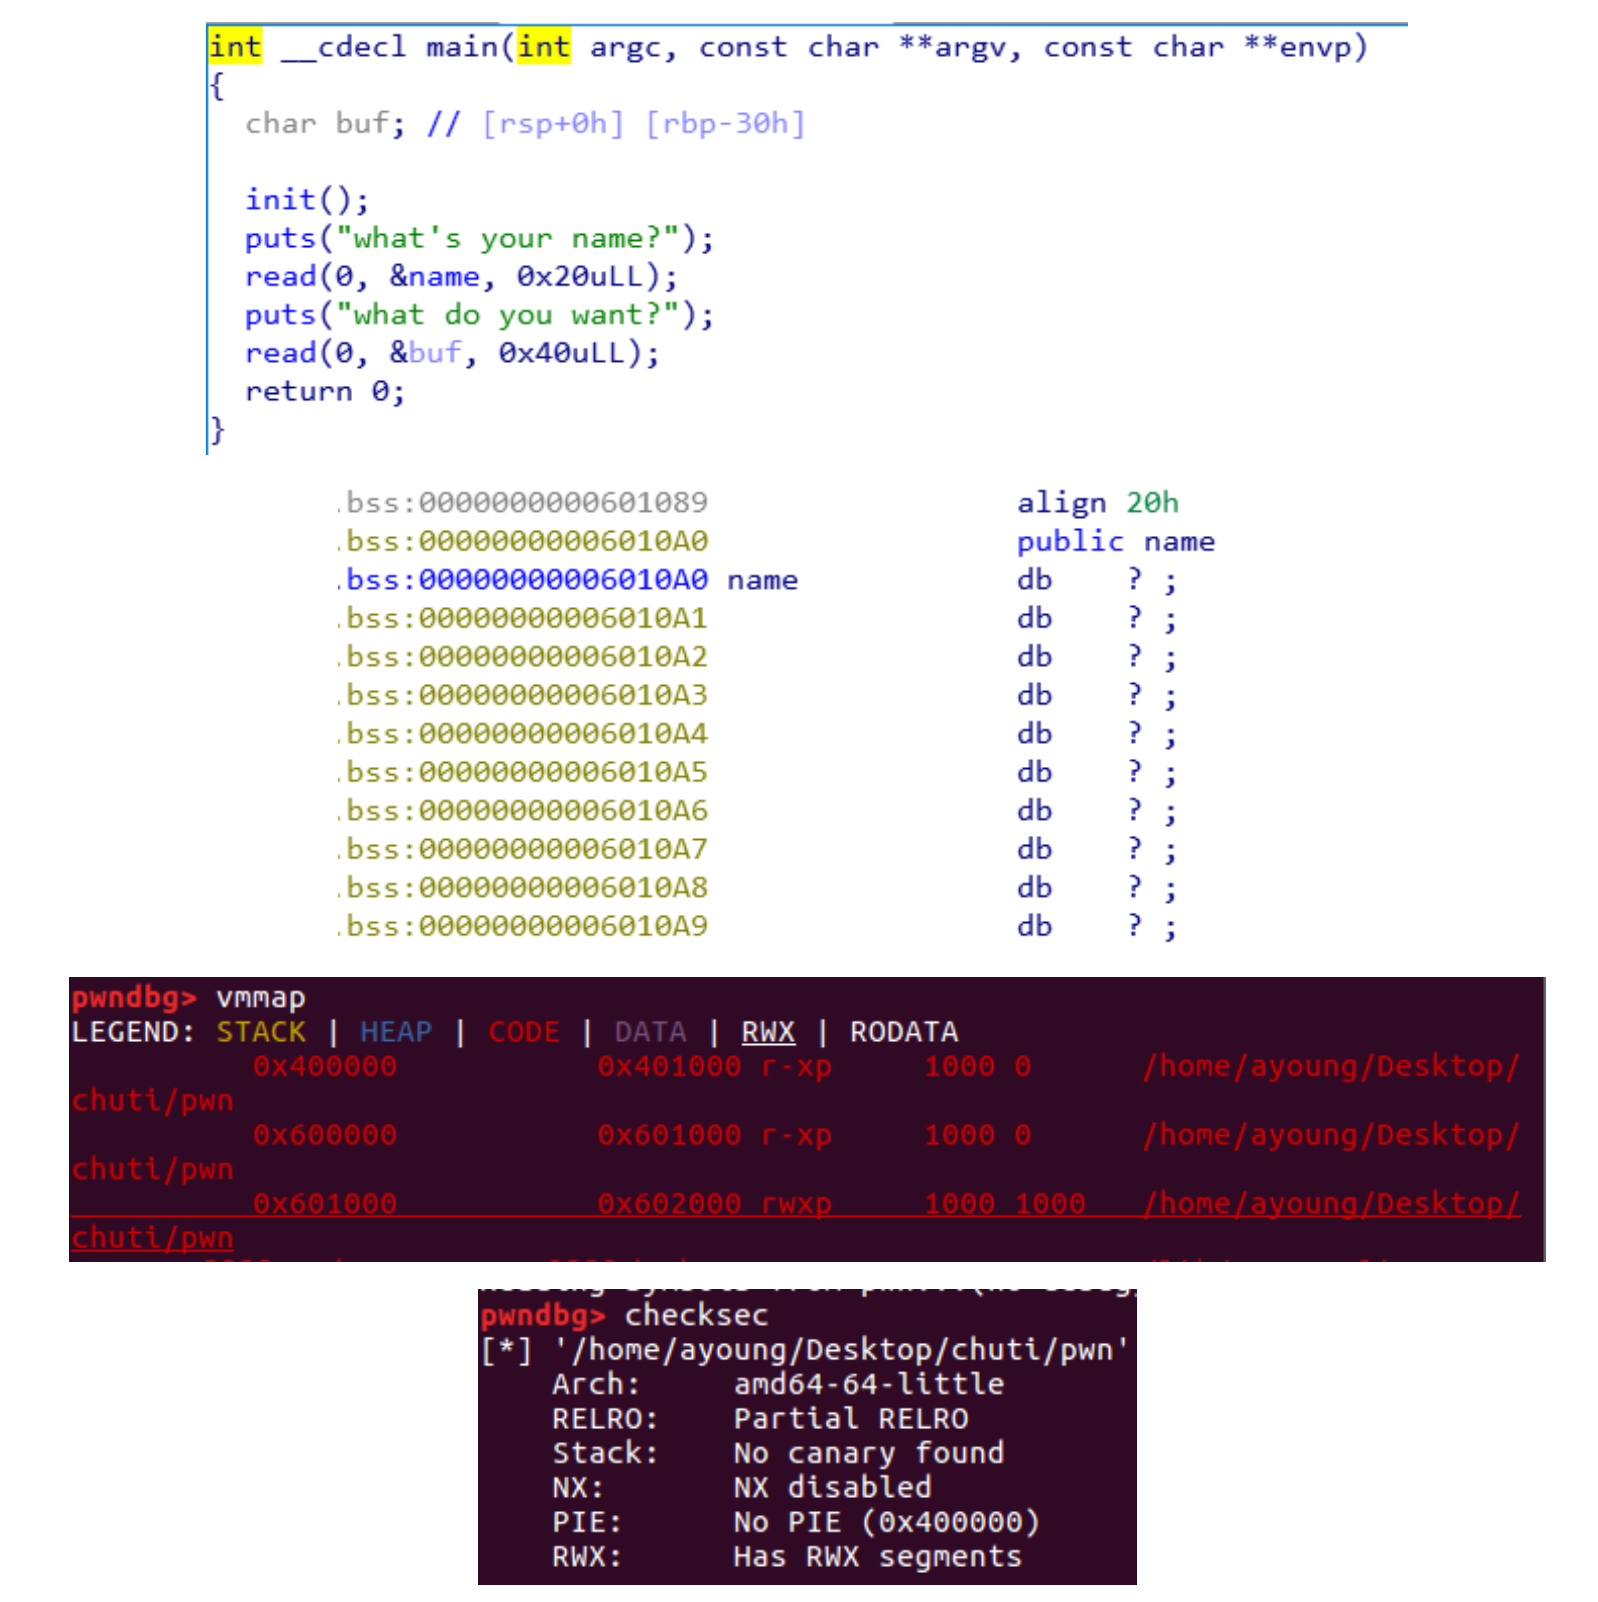 int __cdecl main(int argc, const char **argv, const char **envp)
{
char buf; // [rsp+0h] [rbp-30h]
init();
puts("what's your name?");
read(0, &name, 0x20uLL);
puts("what do you want?");
read(0, &buf, 0x40uLL);
return 0;
}
.bss:0000000000601089 align 20h
.bss:00000000006010A0 public name
.bss:00000000006010A0 name db ? ;
.bss:00000000006010A1 db ? ;
.bss:00000000006010A2 db ? ;
.bss:00000000006010A3 db ? ;
.bss:00000000006010A4 db ? ;
.bss:00000000006010A5 db ? ;
.bss:00000000006010A6 db ? ;
.bss:00000000006010A7 db ? ;
.bss:00000000006010A8 db ? ;
.bss:00000000006010A9 db ? ;
pwndbg> vmmap
LEGEND: STACK | HEAP | CODE | DATA | RWX | RODATA
0x400000 0x401000 r-xp 1000 0 /home/ayoung/Desktop/
chuti/pwn
0x600000 0x601000 r-xp 1000 0 /home/ayoung/Desktop/
chuti/pwn
0x601000 0x602000 rwxp 1000 1000 /home/ayoung/Desktop/
chuti/pwn
pwndbg> checksec
[*] '/home/ayoung/Desktop/chuti/pwn'
Arch: amd64-64-little
RELRO: Partial RELRO
Stack: No canary found
NX: NX disabled
PIE: No PIE (0x400000)
RWX: Has RWX segments